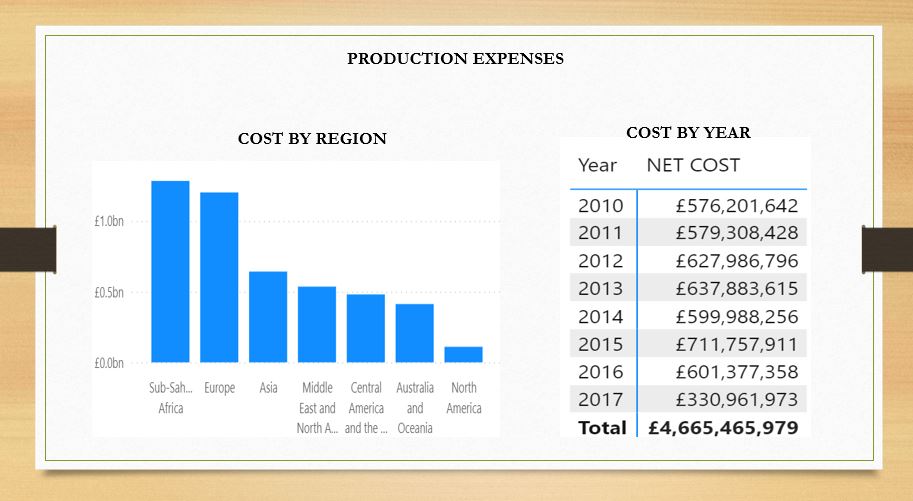 PRODUCTION EXPENSES
COST BY REGION
£1.0bn
£0.5bn
£0.0bn
Sub-Sah... Africa
Europe
Asia
Middle East and North A...
Central America and the ...
Australia and Oceania
North America
COST BY YEAR
Year NET COST
2010 £576,201,642
2011 £579,308,428
2012 £627,986,796
2013 £637,883,615
2014 £599,988,256
2015 £711,757,911
2016 £601,377,358
2017 £330,961,973
Total £4,665,465,979